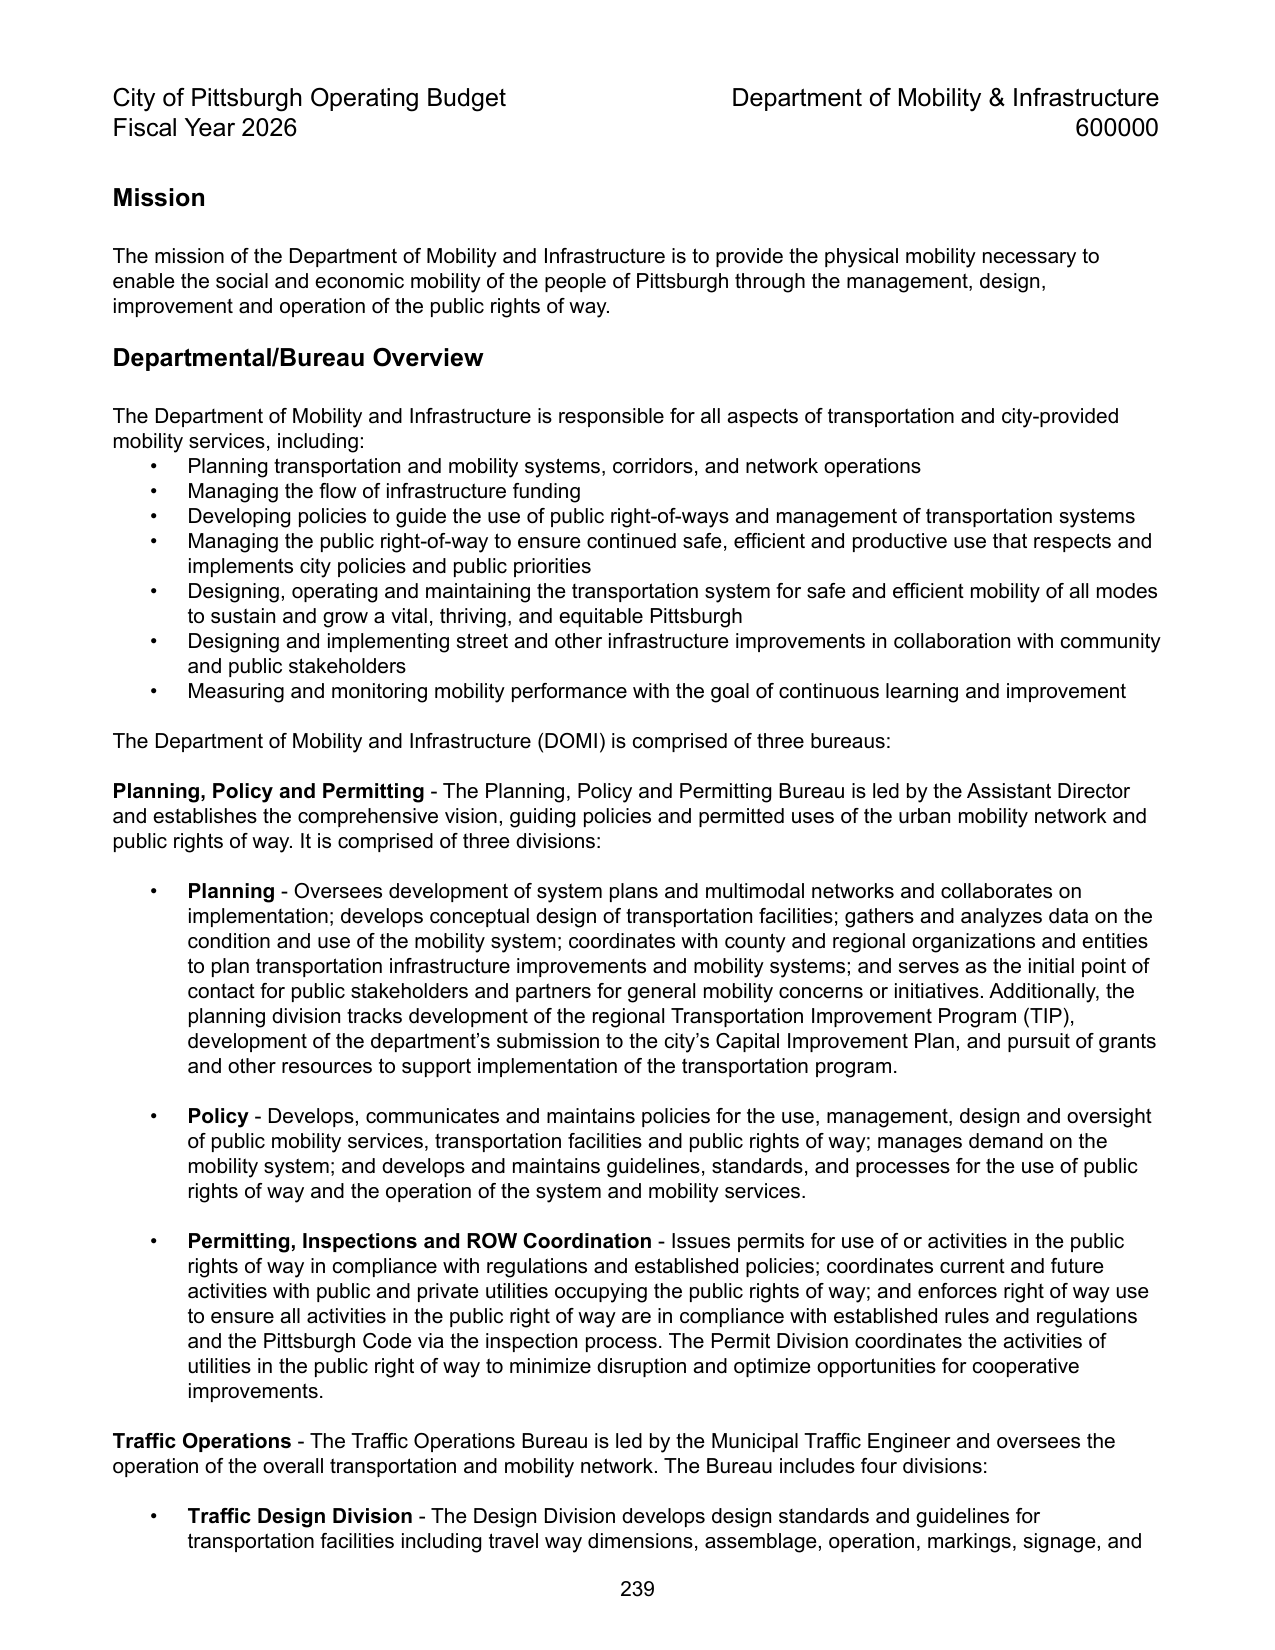 City of Pittsburgh Operating Budget
Fiscal Year 2026
Department of Mobility & Infrastructure
600000
Mission
The mission of the Department of Mobility and Infrastructure is to provide the physical mobility necessary to
enable the social and economic mobility of the people of Pittsburgh through the management, design,
improvement and operation of the public rights of way.
Departmental/Bureau Overview
The Department of Mobility and Infrastructure is responsible for all aspects of transportation and city-provided
mobility services, including:
• Planning transportation and mobility systems, corridors, and network operations
• Managing the flow of infrastructure funding
• Developing policies to guide the use of public right-of-ways and management of transportation systems
• Managing the public right-of-way to ensure continued safe, efficient and productive use that respects and
implements city policies and public priorities
• Designing, operating and maintaining the transportation system for safe and efficient mobility of all modes
to sustain and grow a vital, thriving, and equitable Pittsburgh
• Designing and implementing street and other infrastructure improvements in collaboration with community
and public stakeholders
• Measuring and monitoring mobility performance with the goal of continuous learning and improvement
The Department of Mobility and Infrastructure (DOMI) is comprised of three bureaus:
Planning, Policy and Permitting - The Planning, Policy and Permitting Bureau is led by the Assistant Director
and establishes the comprehensive vision, guiding policies and permitted uses of the urban mobility network and
public rights of way. It is comprised of three divisions:
• Planning - Oversees development of system plans and multimodal networks and collaborates on
implementation; develops conceptual design of transportation facilities; gathers and analyzes data on the
condition and use of the mobility system; coordinates with county and regional organizations and entities
to plan transportation infrastructure improvements and mobility systems; and serves as the initial point of
contact for public stakeholders and partners for general mobility concerns or initiatives. Additionally, the
planning division tracks development of the regional Transportation Improvement Program (TIP),
development of the department’s submission to the city’s Capital Improvement Plan, and pursuit of grants
and other resources to support implementation of the transportation program.
• Policy - Develops, communicates and maintains policies for the use, management, design and oversight
of public mobility services, transportation facilities and public rights of way; manages demand on the
mobility system; and develops and maintains guidelines, standards, and processes for the use of public
rights of way and the operation of the system and mobility services.
• Permitting, Inspections and ROW Coordination - Issues permits for use of or activities in the public
rights of way in compliance with regulations and established policies; coordinates current and future
activities with public and private utilities occupying the public rights of way; and enforces right of way use
to ensure all activities in the public right of way are in compliance with established rules and regulations
and the Pittsburgh Code via the inspection process. The Permit Division coordinates the activities of
utilities in the public right of way to minimize disruption and optimize opportunities for cooperative
improvements.
Traffic Operations - The Traffic Operations Bureau is led by the Municipal Traffic Engineer and oversees the
operation of the overall transportation and mobility network. The Bureau includes four divisions:
• Traffic Design Division - The Design Division develops design standards and guidelines for
transportation facilities including travel way dimensions, assemblage, operation, markings, signage, and
239